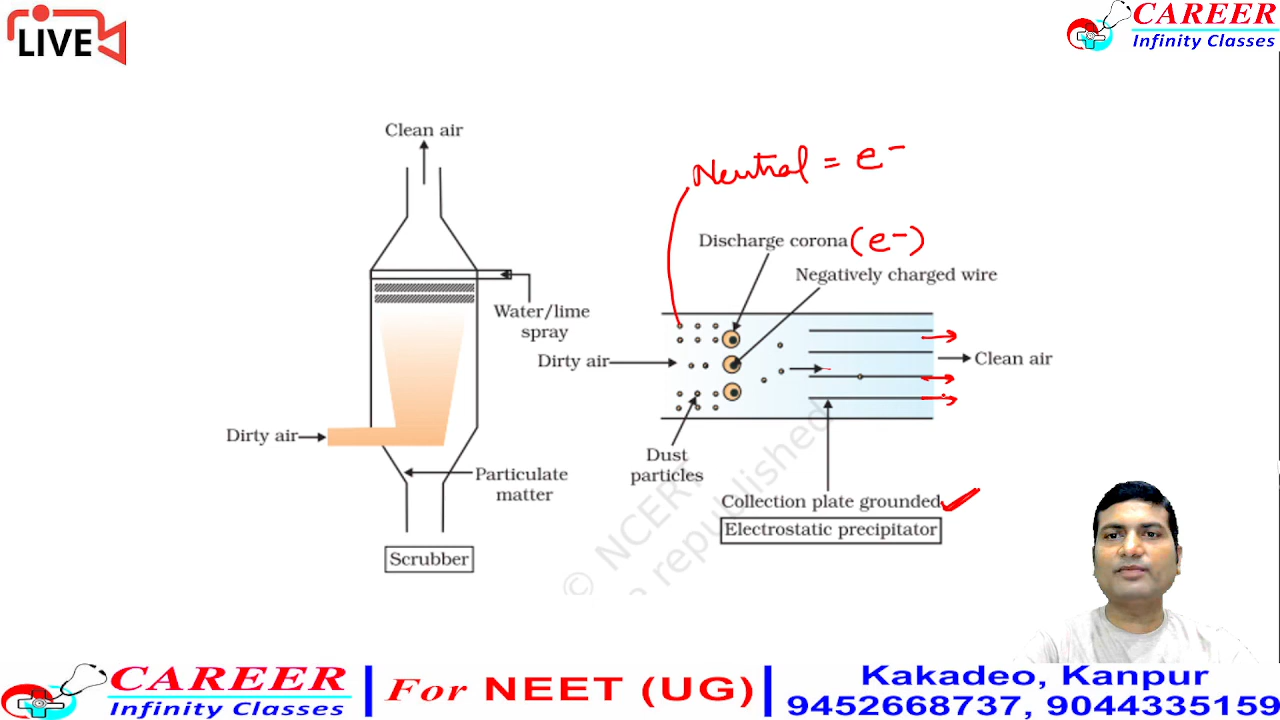 LIVE
CAREER
Infinity Classes
Clean air
Neutral = e-
Discharge corona (e-)
Negatively charged wire
Water/lime
spray
Dirty air
Clean air
Dirty air
Dust
particles
Particulate
matter
Collection plate grounded
Electrostatic precipitator
Scrubber
© NCERT
republished
CAREER
Infinity Classes
For NEET (UG)
Kakadeo, Kanpur
9452668737, 9044335159